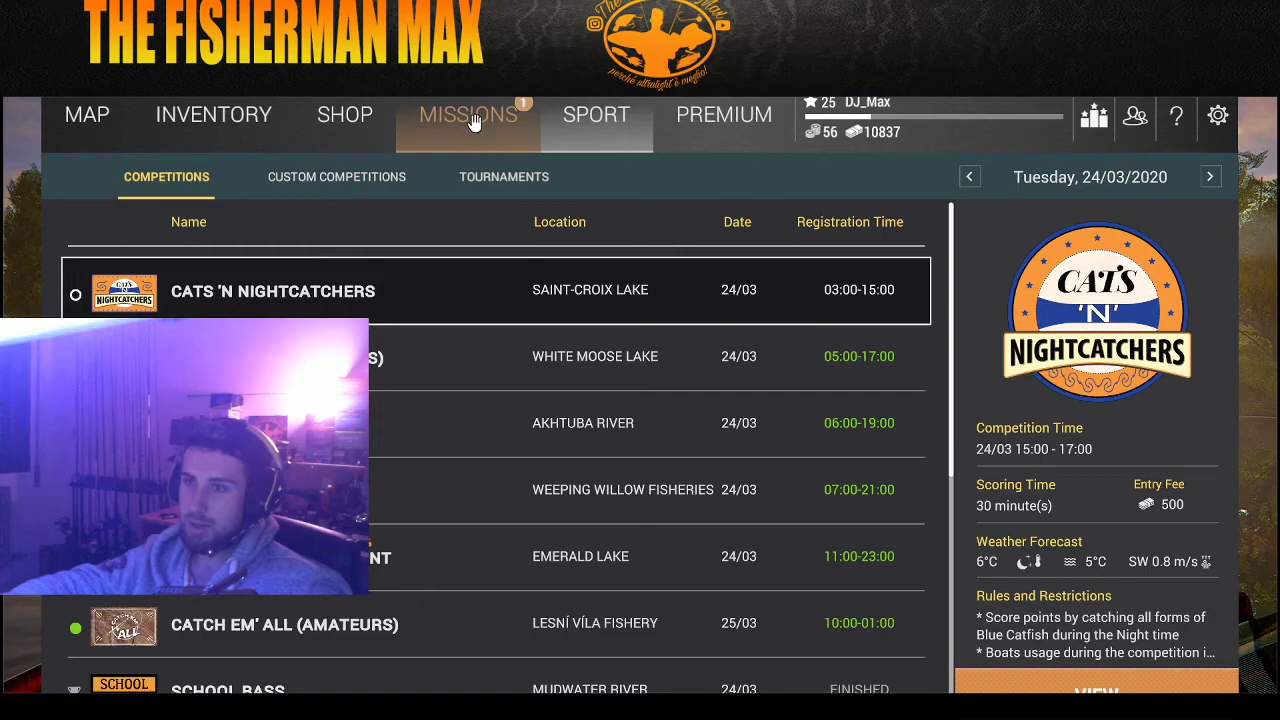 THE FISHERMAN MAX
perché ultralight è meglio!
MAP INVENTORY SHOP MISSIONS 1 SPORT PREMIUM
25 DJ_Max
56 10837
?
COMPETITIONS CUSTOM COMPETITIONS TOURNAMENTS
< Tuesday, 24/03/2020 >
Name Location Date Registration Time
CATS 'N NIGHTCATCHERS SAINT-CROIX LAKE 24/03 03:00-15:00
S) WHITE MOOSE LAKE 24/03 05:00-17:00
AKHTUBA RIVER 24/03 06:00-19:00
WEEPING WILLOW FISHERIES 24/03 07:00-21:00
NT EMERALD LAKE 24/03 11:00-23:00
CATCH EM' ALL (AMATEURS) LESNÍ VÍLA FISHERY 25/03 10:00-01:00
SCHOOL
SCHOOL BASS MUDWATER RIVER 24/03 FINISHED
CATS
'N'
NIGHTCATCHERS
Competition Time
24/03 15:00 - 17:00
Scoring Time Entry Fee
30 minute(s) 500
Weather Forecast
6°C 5°C SW 0.8 m/s
Rules and Restrictions
* Score points by catching all forms of
Blue Catfish during the Night time
* Boats usage during the competition i...
VIEW